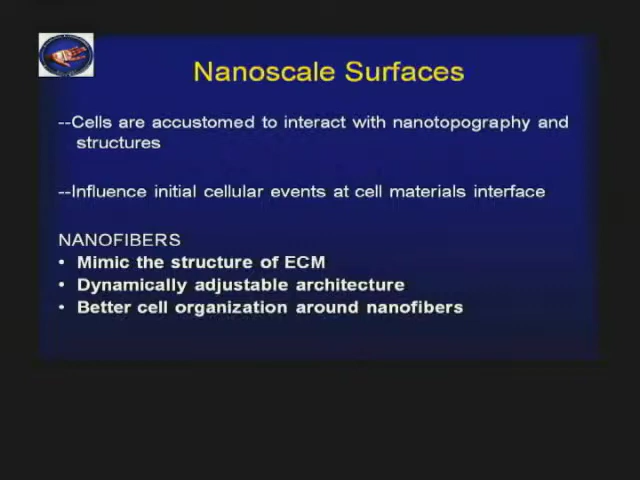 Nanoscale Surfaces
--Cells are accustomed to interact with nanotopography and
structures
--Influence initial cellular events at cell materials interface
NANOFIBERS
• Mimic the structure of ECM
• Dynamically adjustable architecture
• Better cell organization around nanofibers